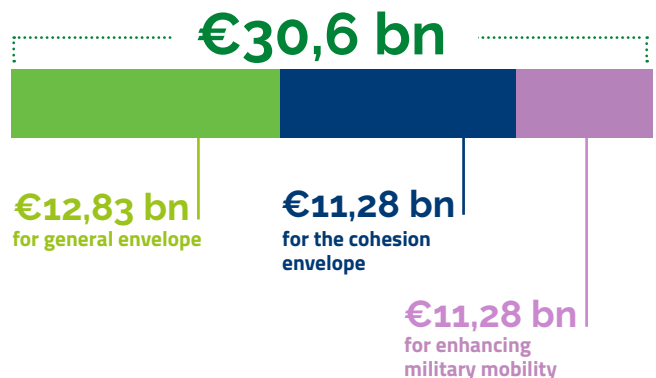 €30,6 bn
€12,83 bn
for general envelope
€11,28 bn
for the cohesion
envelope
€11,28 bn
for enhancing
military mobility